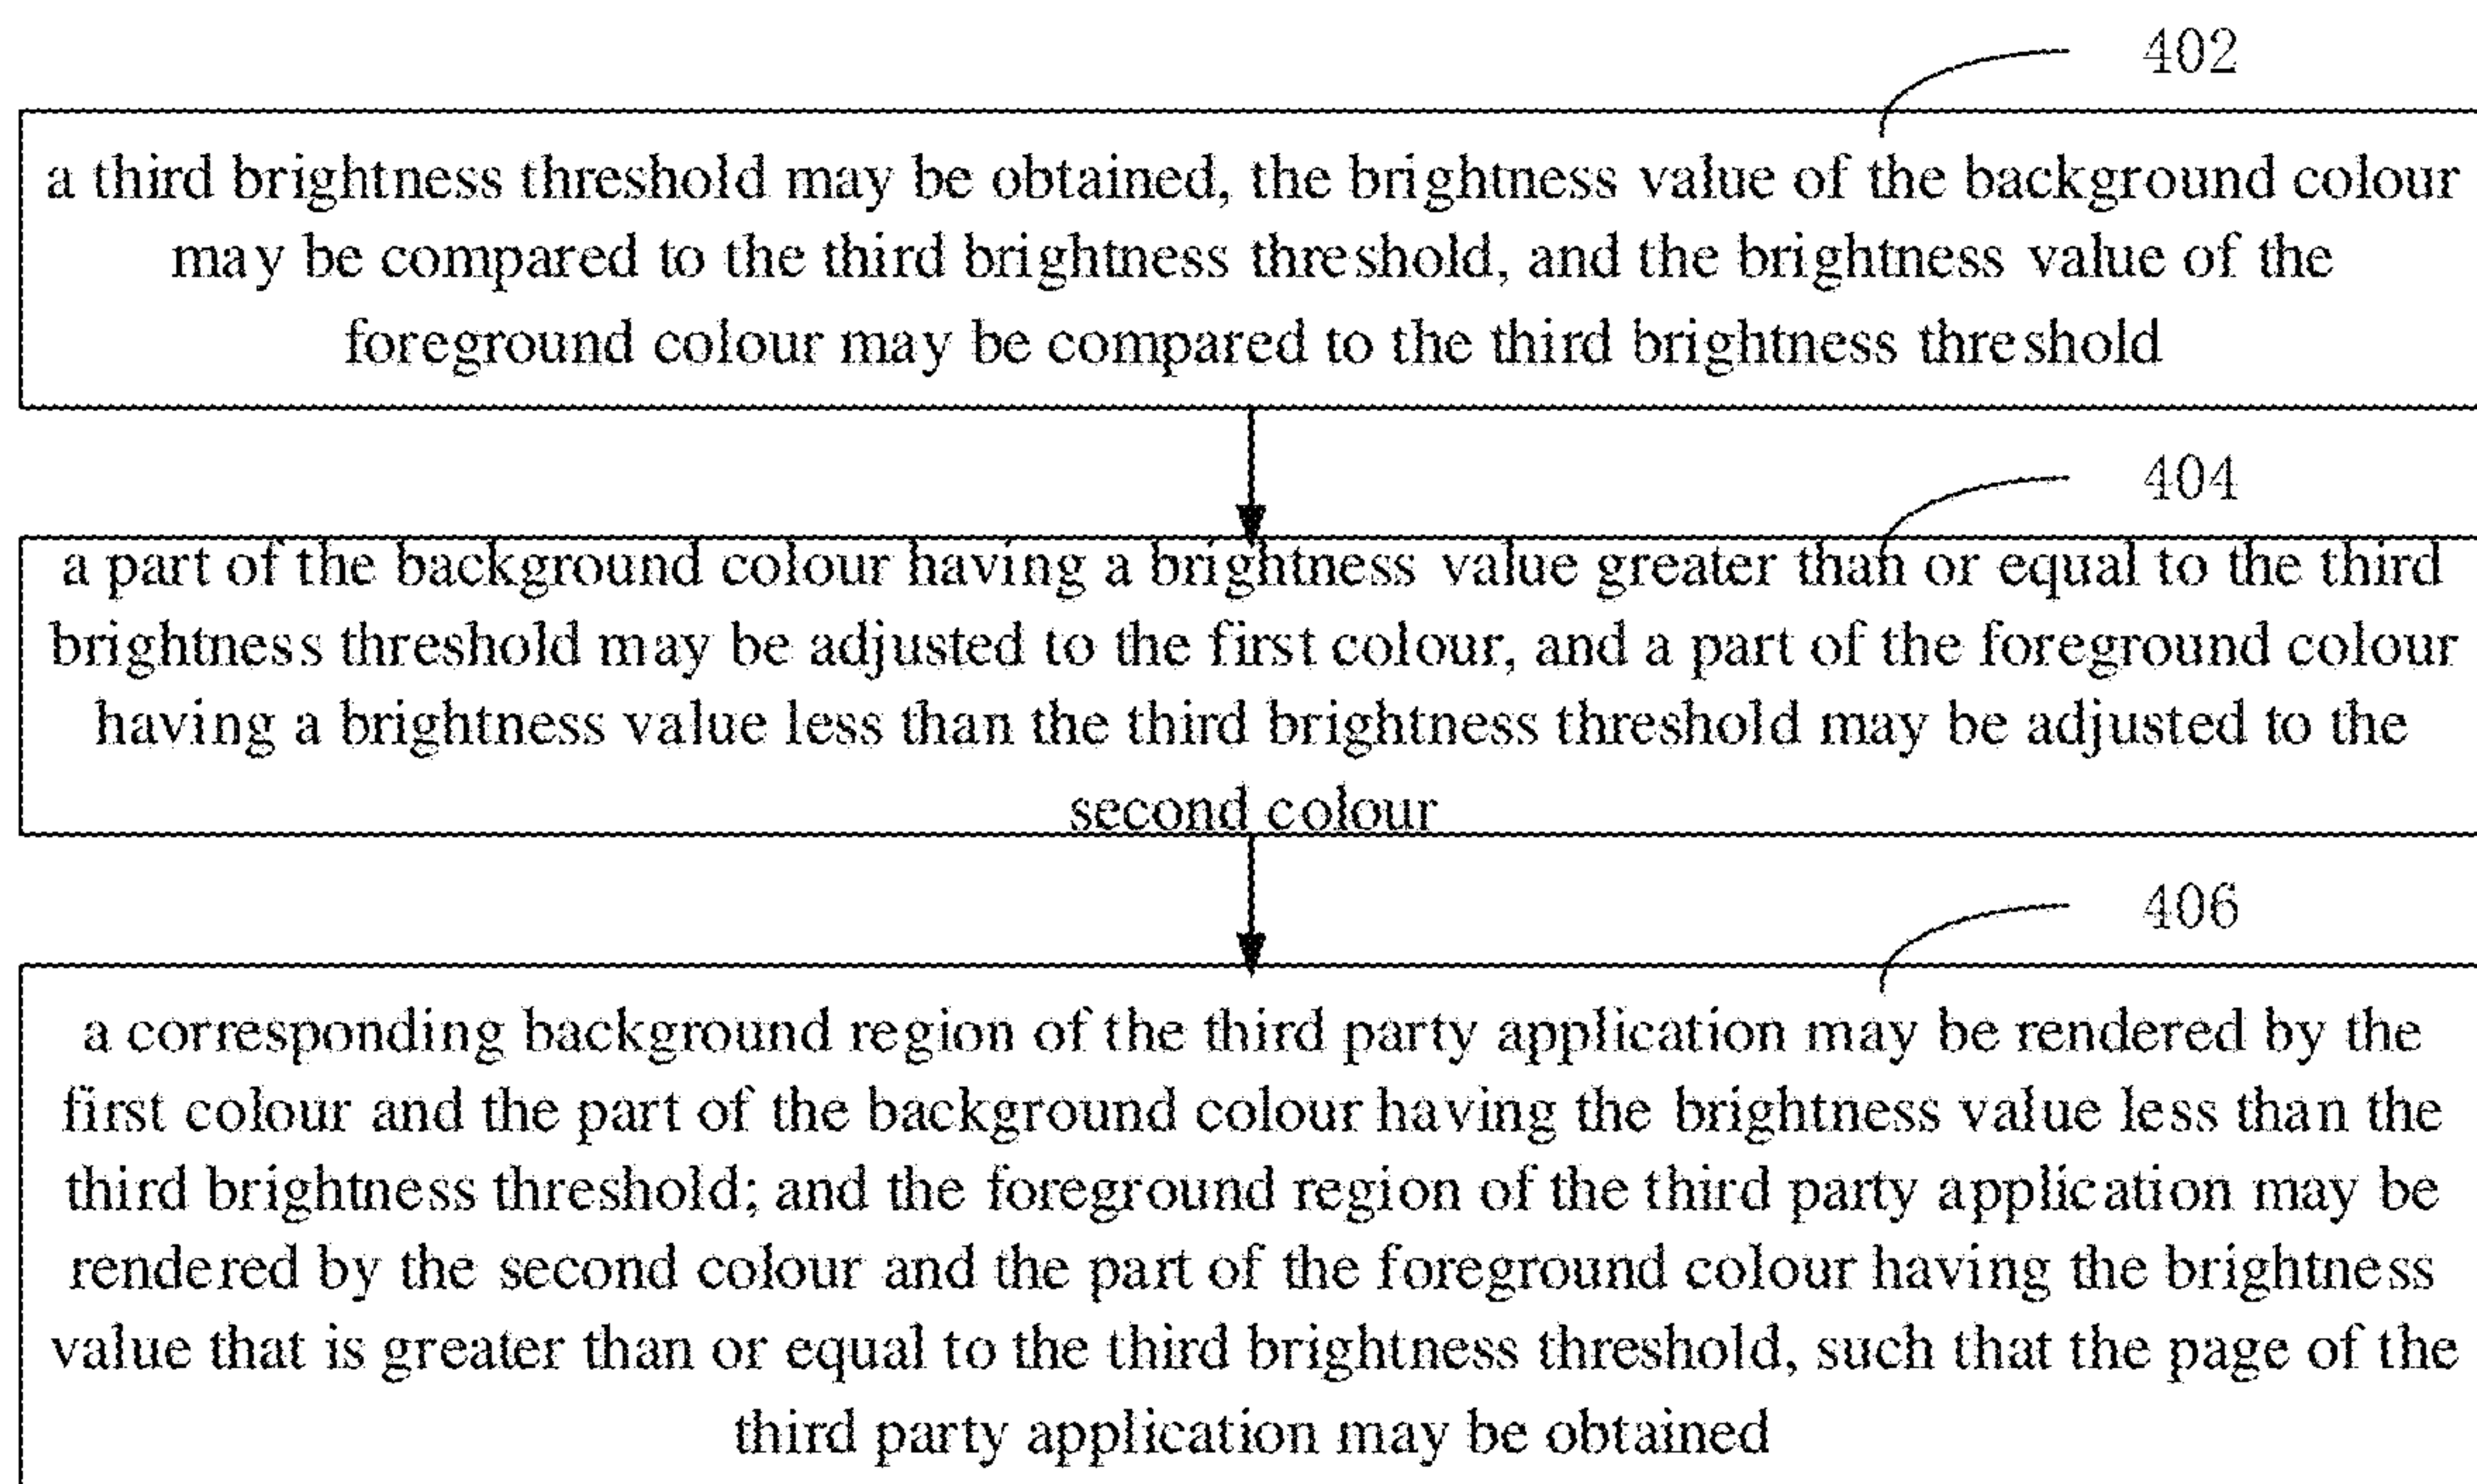 402
a third brightness threshold may be obtained, the brightness value of the background colour
may be compared to the third brightness threshold, and the brightness value of the
foreground colour may be compared to the third brightness threshold
404
a part of the background colour having a brightness value greater than or equal to the third
brightness threshold may be adjusted to the first colour, and a part of the foreground colour
having a brightness value less than the third brightness threshold may be adjusted to the
second colour
406
a corresponding background region of the third party application may be rendered by the
first colour and the part of the background colour having the brightness value less than the
third brightness threshold; and the foreground region of the third party application may be
rendered by the second colour and the part of the foreground colour having the brightness
value that is greater than or equal to the third brightness threshold, such that the page of the
third party application may be obtained